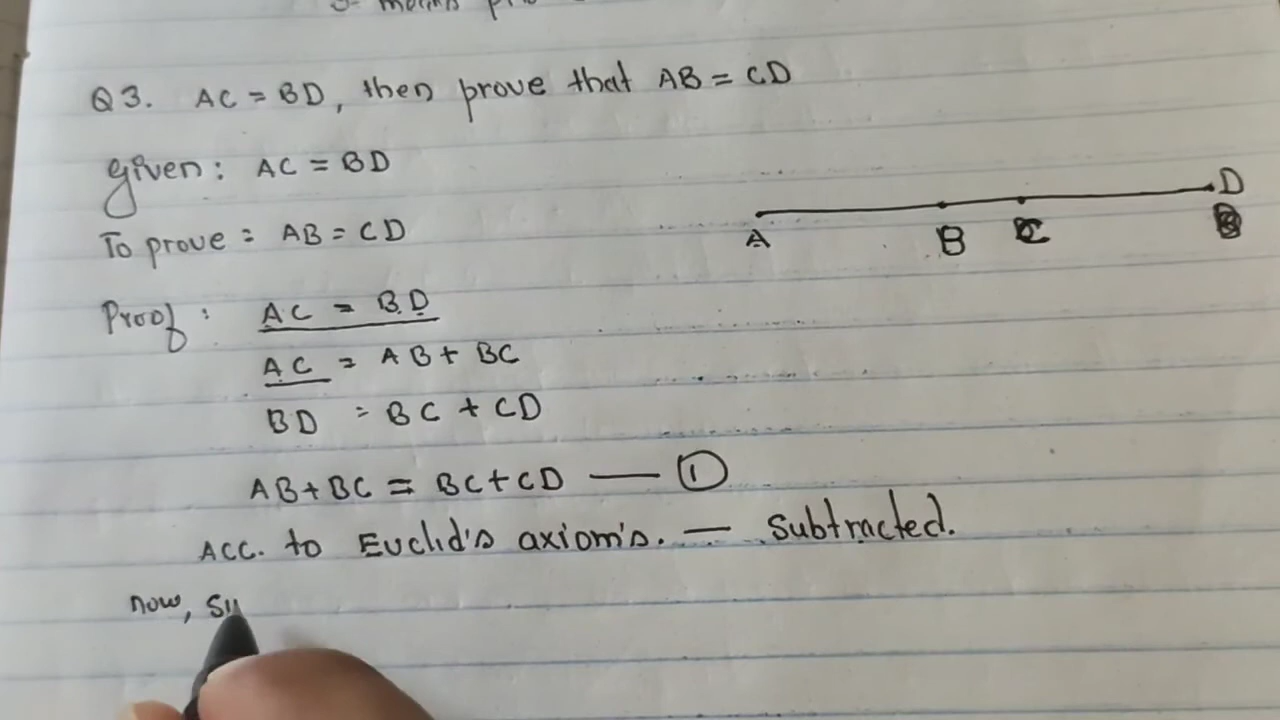 Q3. AC = BD, then prove that AB = CD
given: AC = BD
To prove : AB = CD
D
A B C
Proof : AC = BD
AC = AB + BC
BD = BC + CD
AB+BC = BC+CD — ①
ACC. to Euclid's axiom's. — Subtracted.
now, su